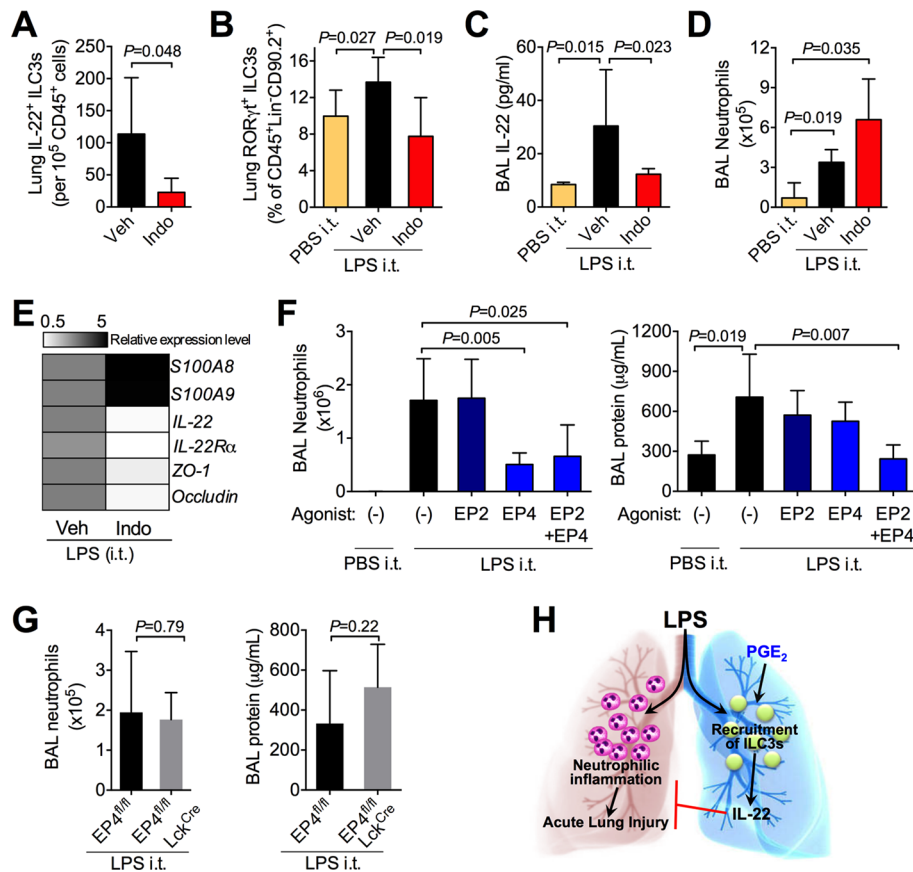 A
Lung IL-22⁺ ILC3s
(per 10⁵ CD45⁺ cells)
250
200
150
100
50
0
P=0.048
Veh
Indo
B
Lung RORγt⁺ ILC3s
(% of CD45⁺Lin⁻CD90.2⁺)
16
12
8
4
0
P=0.027
P=0.019
PBS i.t.
Veh
Indo
LPS i.t.
C
BAL IL-22 (pg/ml)
60
40
20
0
P=0.015
P=0.023
PBS i.t.
Veh
Indo
LPS i.t.
D
BAL Neutrophils
(x10⁵)
9
6
3
0
P=0.035
P=0.019
PBS i.t.
Veh
Indo
LPS i.t.
E
0.5
5
Relative expression level
S100A8
S100A9
IL-22
IL-22Rα
ZO-1
Occludin
Veh
Indo
LPS (i.t.)
F
BAL Neutrophils
(x10⁶)
3
2
1
0
P=0.025
P=0.005
Agonist: (-) (-) EP2 EP4 EP2
+EP4
PBS i.t.
LPS i.t.
BAL protein (μg/mL)
1200
900
600
300
0
P=0.019
P=0.007
(-) (-) EP2 EP4 EP2
+EP4
PBS i.t.
LPS i.t.
G
BAL neutrophils
(x10⁵)
4
3
2
1
0
P=0.79
EP4fl/fl
EP4fl/fl
LckCre
LPS i.t.
BAL protein (μg/mL)
800
600
400
200
0
P=0.22
EP4fl/fl
EP4fl/fl
LckCre
LPS i.t.
H
LPS
PGE₂
Recruitment
of ILC3s
Neutrophilic
inflammation
IL-22
Acute Lung Injury